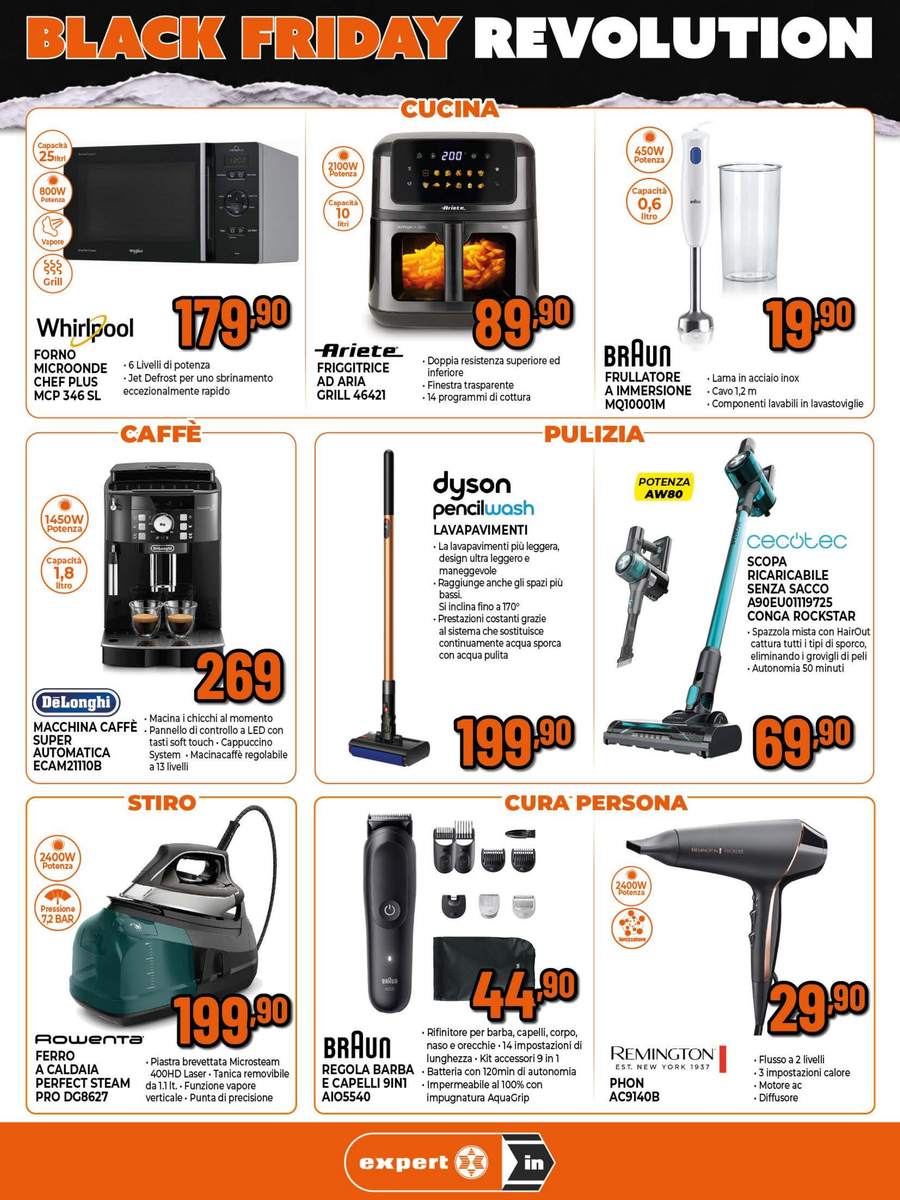 BLACK FRIDAY REVOLUTION
CUCINA
Capacità
25 litri
800W
Potenza
Vapore
Grill
179,90
Whirlpool
FORNO
MICROONDE
CHEF PLUS
MCP 346 SL
• 6 Livelli di potenza
• Jet Defrost per uno sbrinamento
eccezionalmente rapido
2100W
Potenza
Capacità
10
litri
200
Ariete
89,90
Ariete
FRIGGITRICE
AD ARIA
GRILL 46421
• Doppia resistenza superiore ed
inferiore
• Finestra trasparente
• 14 programmi di cottura
450W
Potenza
Capacità
0,6
litro
19,90
BRAUN
FRULLATORE
A IMMERSIONE
MQ10001M
• Lama in acciaio inox
• Cavo 1,2 m
• Componenti lavabili in lavastoviglie
CAFFÈ
1450W
Potenza
Capacità
1,8
litro
DeLonghi
269
DeLonghi
MACCHINA CAFFÈ
SUPER
AUTOMATICA
ECAM21110B
• Macina i chicchi al momento
• Pannello di controllo a LED con
tasti soft touch • Cappuccino
System • Macinacaffè regolabile
a 13 livelli
PULIZIA
dyson
pencilwash
LAVAPAVIMENTI
• La lavapavimenti più leggera,
design ultra leggero e
maneggevole
• Raggiunge anche gli spazi più
bassi.
Si inclina fino a 170°
• Prestazioni costanti grazie
al sistema che sostituisce
continuamente acqua sporca
con acqua pulita
199,90
POTENZA
AW80
cecotec
SCOPA
RICARICABILE
SENZA SACCO
A90EU01119725
CONGA ROCKSTAR
• Spazzola mista con HairOut
cattura tutti i tipi di sporco,
eliminando i grovigli di peli
• Autonomia 50 minuti
69,90
STIRO
2400W
Potenza
Pressione
7,2 BAR
199,90
Rowenta
FERRO
A CALDAIA
PERFECT STEAM
PRO DG8627
• Piastra brevettata Microsteam
400HD Laser • Tanica removibile
da 1.1 lt. • Funzione vapore
verticale • Punta di precisione
CURA PERSONA
BRAUN
44,90
BRAUN
REGOLA BARBA
E CAPELLI 9IN1
AIO5540
• Rifinitore per barba, capelli, corpo,
naso e orecchie • 14 impostazioni di
lunghezza • Kit accessori 9 in 1
• Batteria con 120min di autonomia
• Impermeabile al 100% con
impugnatura AquaGrip
2400W
Potenza
Ionizzatore
REMINGTON
29,90
REMINGTON
EST. NEW YORK 1937
PHON
AC9140B
• Flusso a 2 livelli
• 3 impostazioni calore
• Motore ac
• Diffusore
expert in